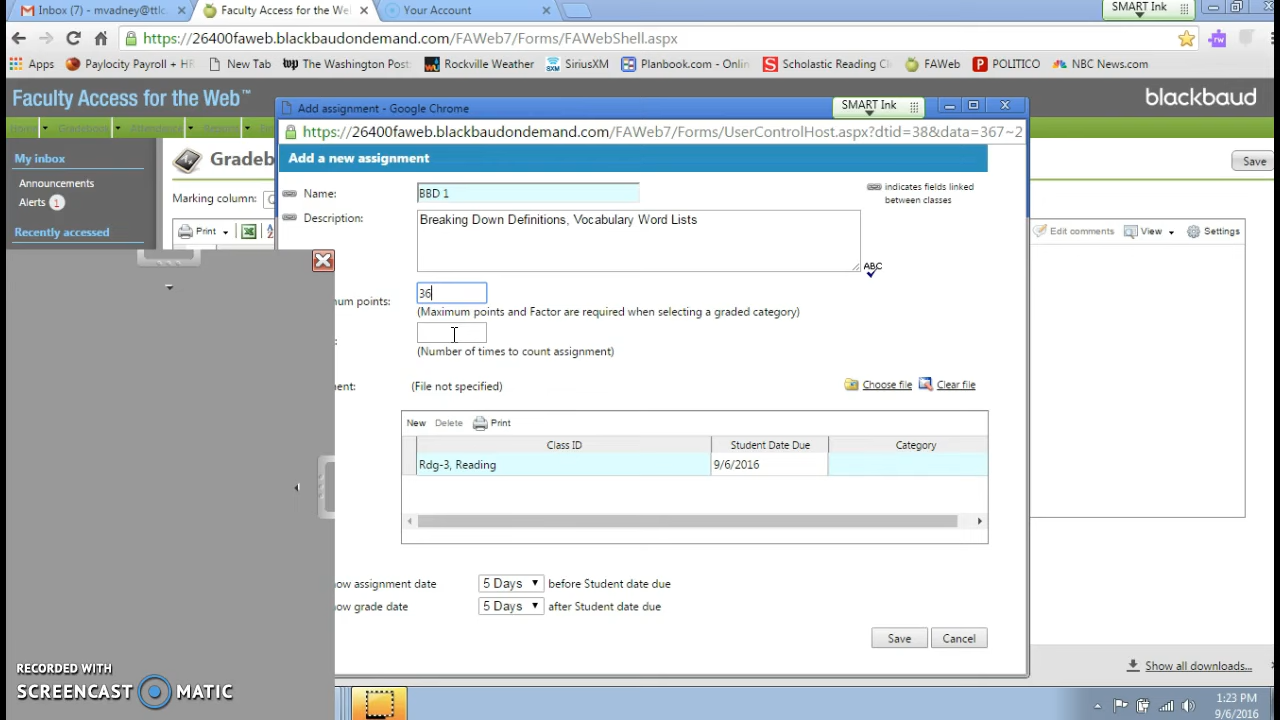 Inbox (7) - mvadney@ttlc
Faculty Access for the We
Your Account
SMART Ink
https://26400faweb.blackbaudondemand.com/FAWeb7/Forms/FAWebShell.aspx
Apps
Paylocity Payroll + HR
New Tab
The Washington Post
Rockville Weather
SiriusXM
Planbook.com - Onlin
Scholastic Reading C
FAWeb
POLITICO
NBC News.com
Faculty Access for the Web™
blackbaud
Add assignment - Google Chrome
SMART Ink
https://26400faweb.blackbaudondemand.com/FAWeb7/Forms/UserControlHost.aspx?dtid=38&data=367~2
My inbox
Announcements
Alerts 1
Recently accessed
Gradeb
Save
Marking column:
Print
Edit comments
View
Settings
Add a new assignment
Name:
BBD 1
indicates fields linked
between classes
Description:
Breaking Down Definitions, Vocabulary Word Lists
ABC
um points:
36
(Maximum points and Factor are required when selecting a graded category)
(Number of times to count assignment)
ment:
(File not specified)
Choose file
Clear file
New
Delete
Print
Class ID
Student Date Due
Category
Rdg-3, Reading
9/6/2016
ow assignment date
5 Days
before Student date due
ow grade date
5 Days
after Student date due
Save
Cancel
Show all downloads...
RECORDED WITH
SCREENCAST MATIC
1:23 PM
9/6/2016